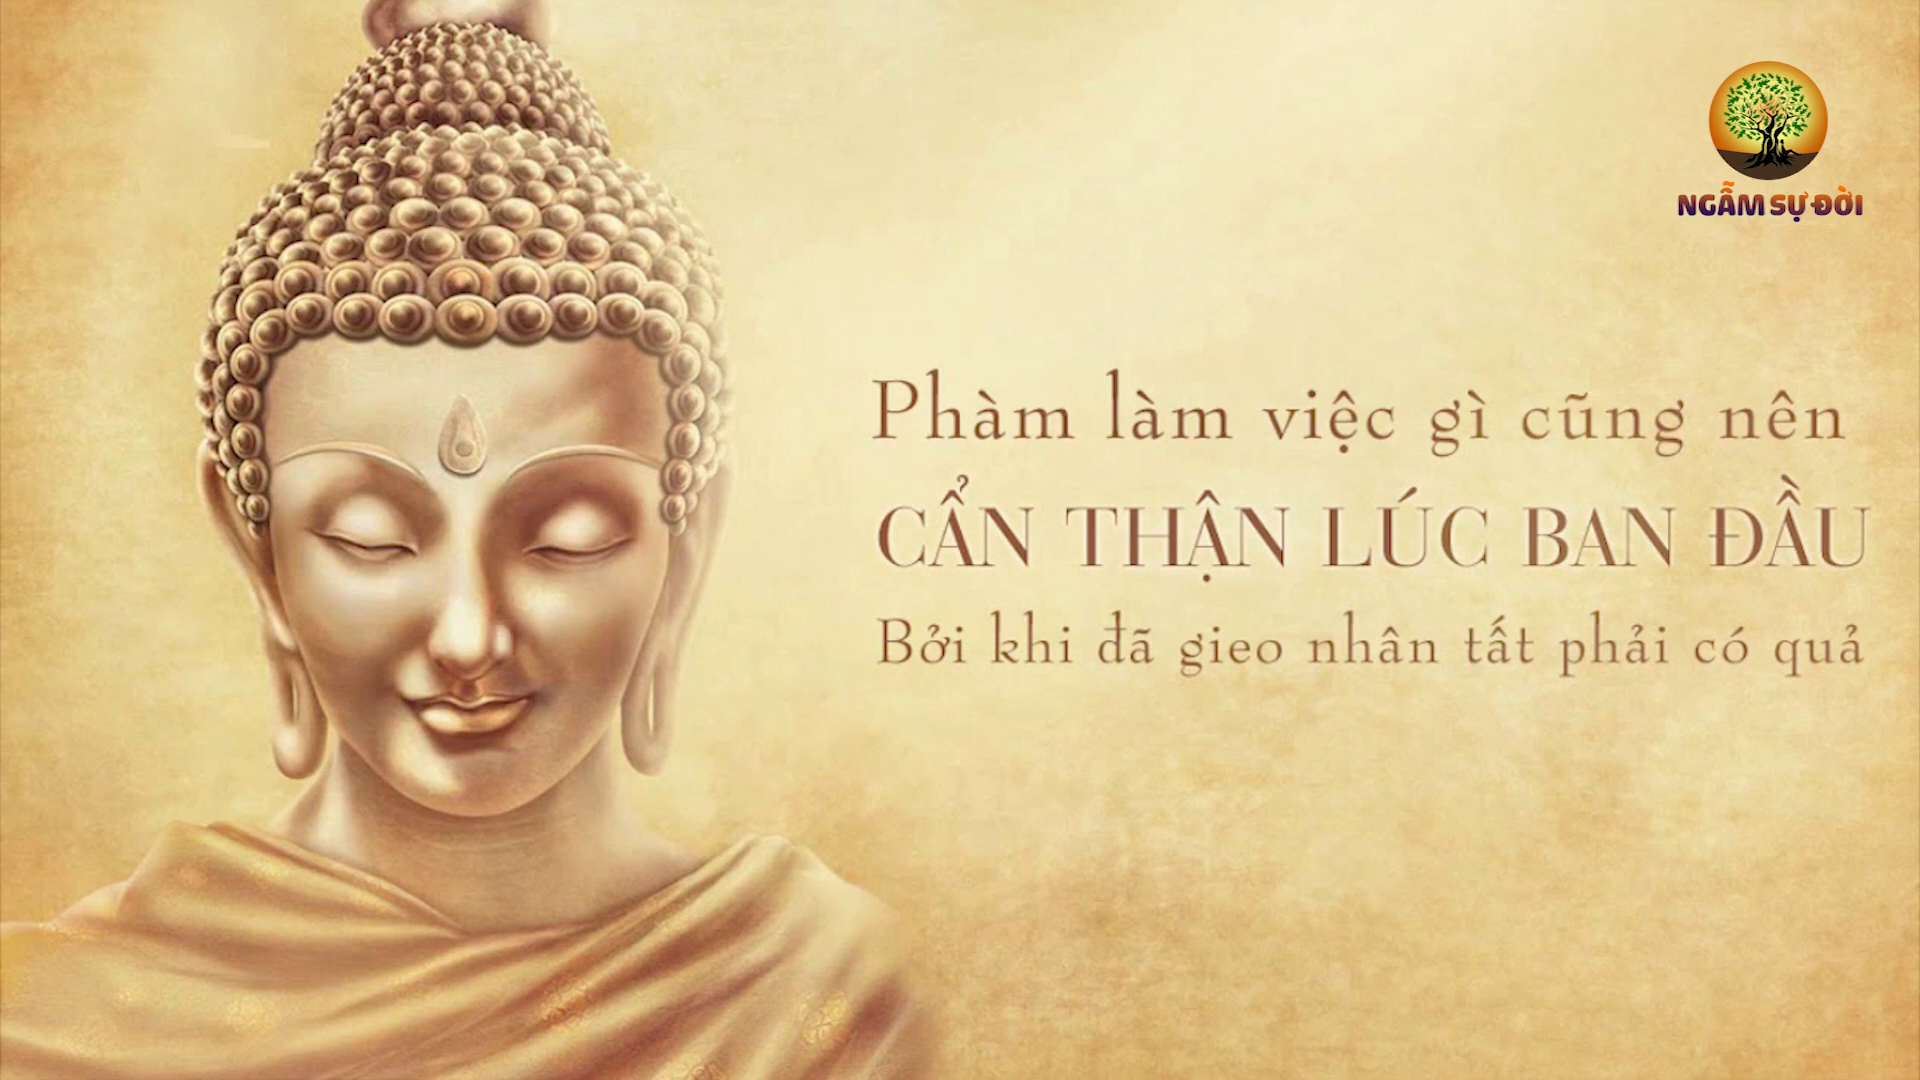 NGẪM SỰ ĐỜI
Phàm làm việc gì cũng nên
CẨN THẬN LÚC BAN ĐẦU
Bởi khi đã gieo nhân tất phải có quả